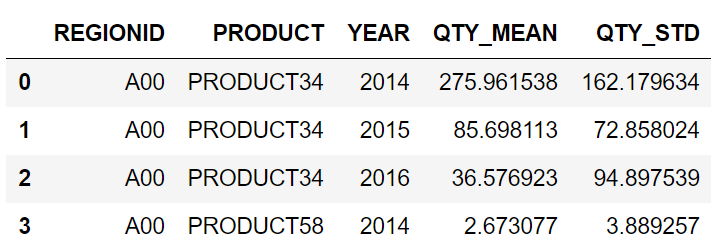 REGIONID PRODUCT YEAR QTY_MEAN QTY_STD
0 A00 PRODUCT34 2014 275.961538 162.179634
1 A00 PRODUCT34 2015 85.698113 72.858024
2 A00 PRODUCT34 2016 36.576923 94.897539
3 A00 PRODUCT58 2014 2.673077 3.889257